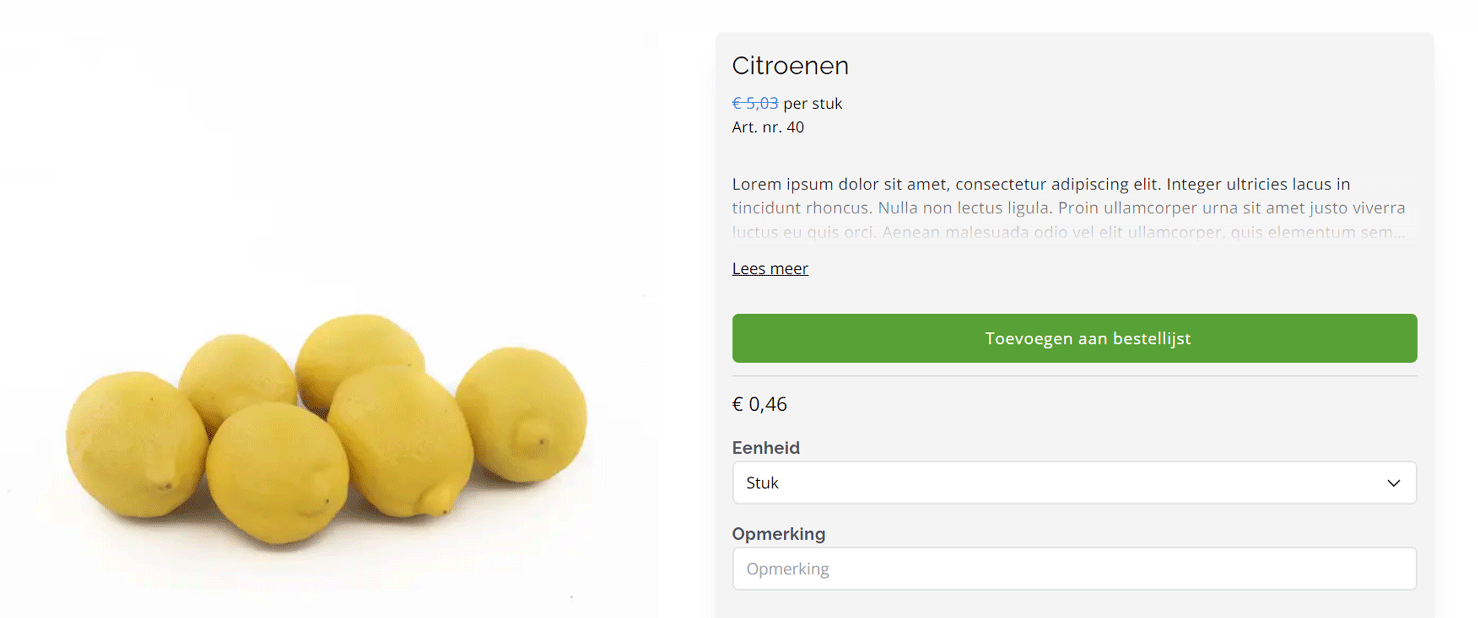 Citroenen
€ 5,03 per stuk
Art. nr. 40
Lorem ipsum dolor sit amet, consectetur adipiscing elit. Integer ultricies lacus in
tincidunt rhoncus. Nulla non lectus ligula. Proin ullamcorper urna sit amet justo viverra
luctus eu quis orci. Aenean malesuada odio vel elit ullamcorper, quis elementum sem...
Lees meer
Toevoegen aan bestellijst
€ 0,46
Eenheid
Stuk
Opmerking
Opmerking